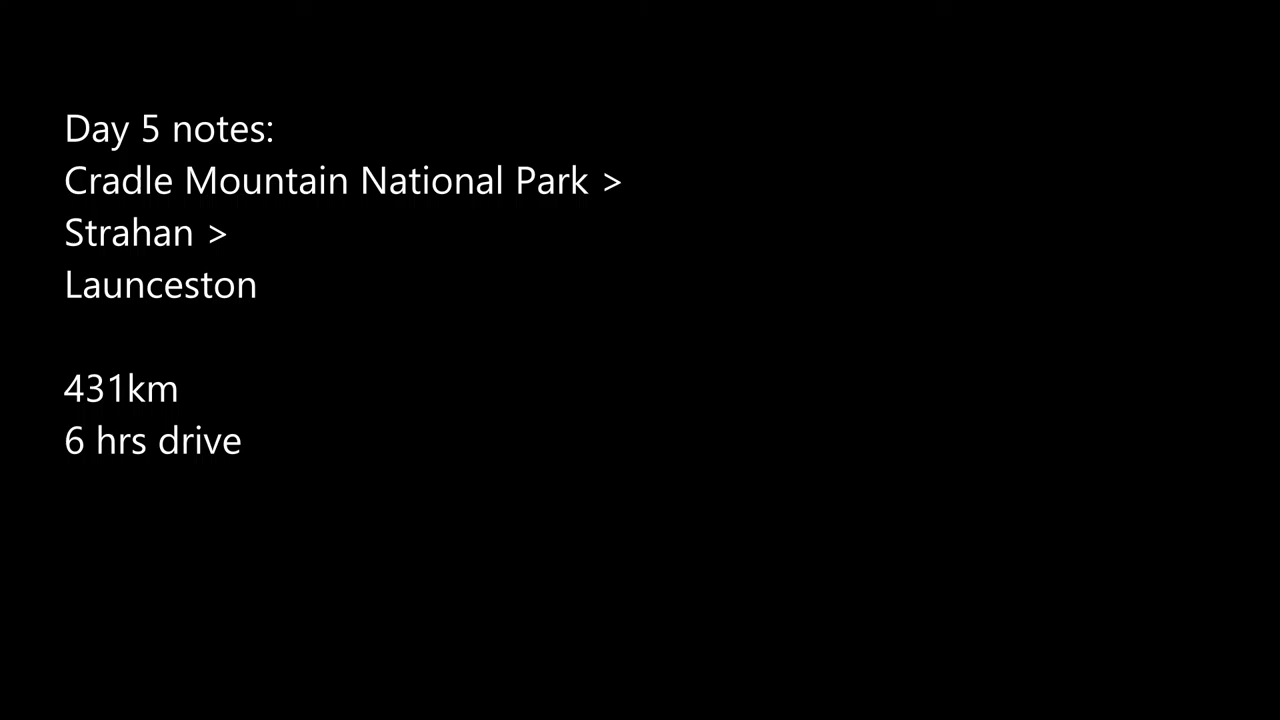 Day 5 notes:
Cradle Mountain National Park >
Strahan >
Launceston
431km
6 hrs drive